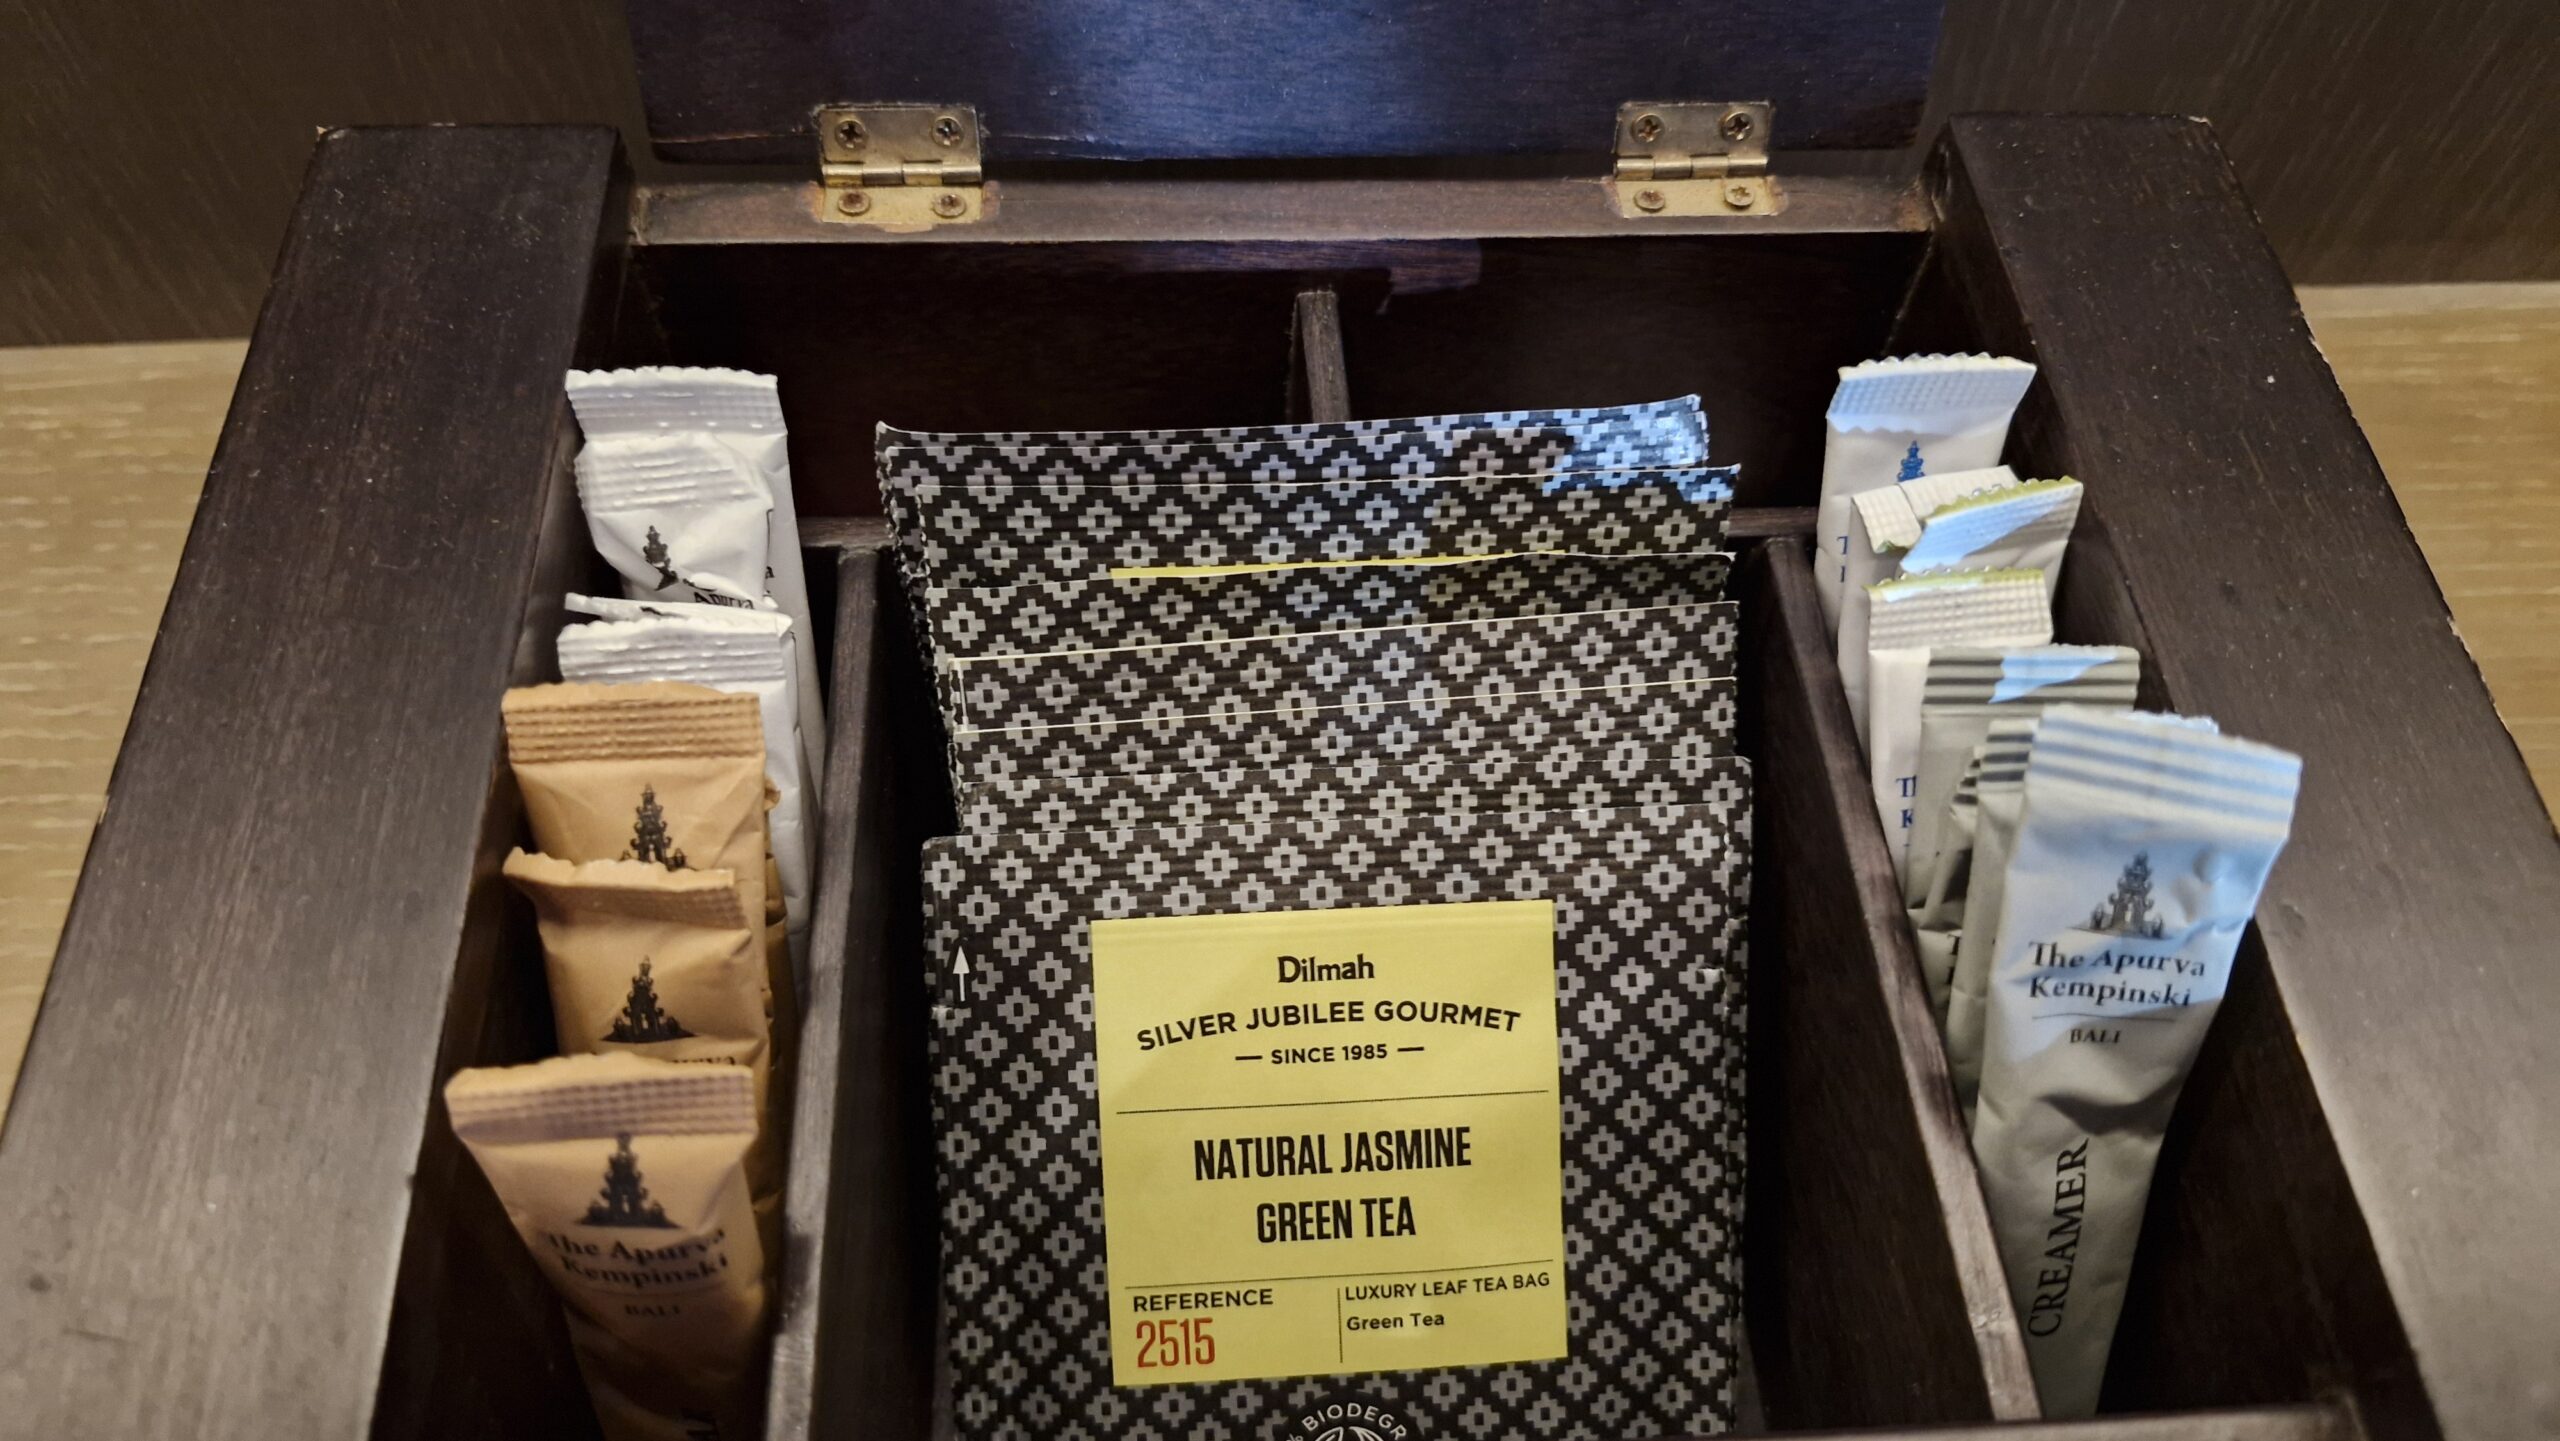 Apurva
Dilmah
SILVER JUBILEE GOURMET
— SINCE 1985 —
NATURAL JASMINE
GREEN TEA
REFERENCE
2515
LUXURY LEAF TEA BAG
Green Tea
The Apurva
Kempinski
BALI
The Apurva
Kempinski
BALI
CREAMER